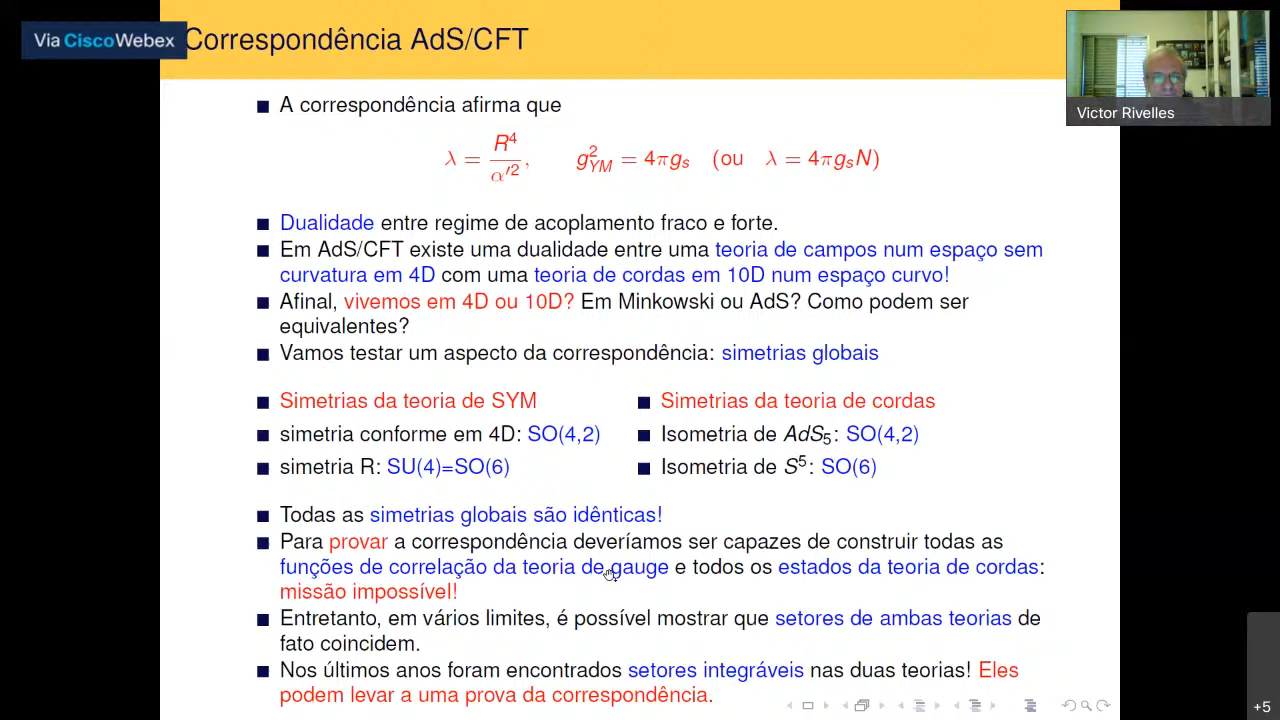 Via CiscoWebex
Correspondência AdS/CFT
Victor Rivelles
A correspondência afirma que
λ = R⁴/α′², g²_YM = 4πg_s (ou λ = 4πg_sN)
Dualidade entre regime de acoplamento fraco e forte.
Em AdS/CFT existe uma dualidade entre uma teoria de campos num espaço sem
curvatura em 4D com uma teoria de cordas em 10D num espaço curvo!
Afinal, vivemos em 4D ou 10D? Em Minkowski ou AdS? Como podem ser
equivalentes?
Vamos testar um aspecto da correspondência: simetrias globais
Simetrias da teoria de SYM
simetria conforme em 4D: SO(4,2)
simetria R: SU(4)=SO(6)
Simetrias da teoria de cordas
Isometria de AdS₅: SO(4,2)
Isometria de S⁵: SO(6)
Todas as simetrias globais são idênticas!
Para provar a correspondência deveríamos ser capazes de construir todas as
funções de correlação da teoria de gauge e todos os estados da teoria de cordas:
missão impossível!
Entretanto, em vários limites, é possível mostrar que setores de ambas teorias de
fato coincidem.
Nos últimos anos foram encontrados setores integráveis nas duas teorias! Eles
podem levar a uma prova da correspondência.
+5